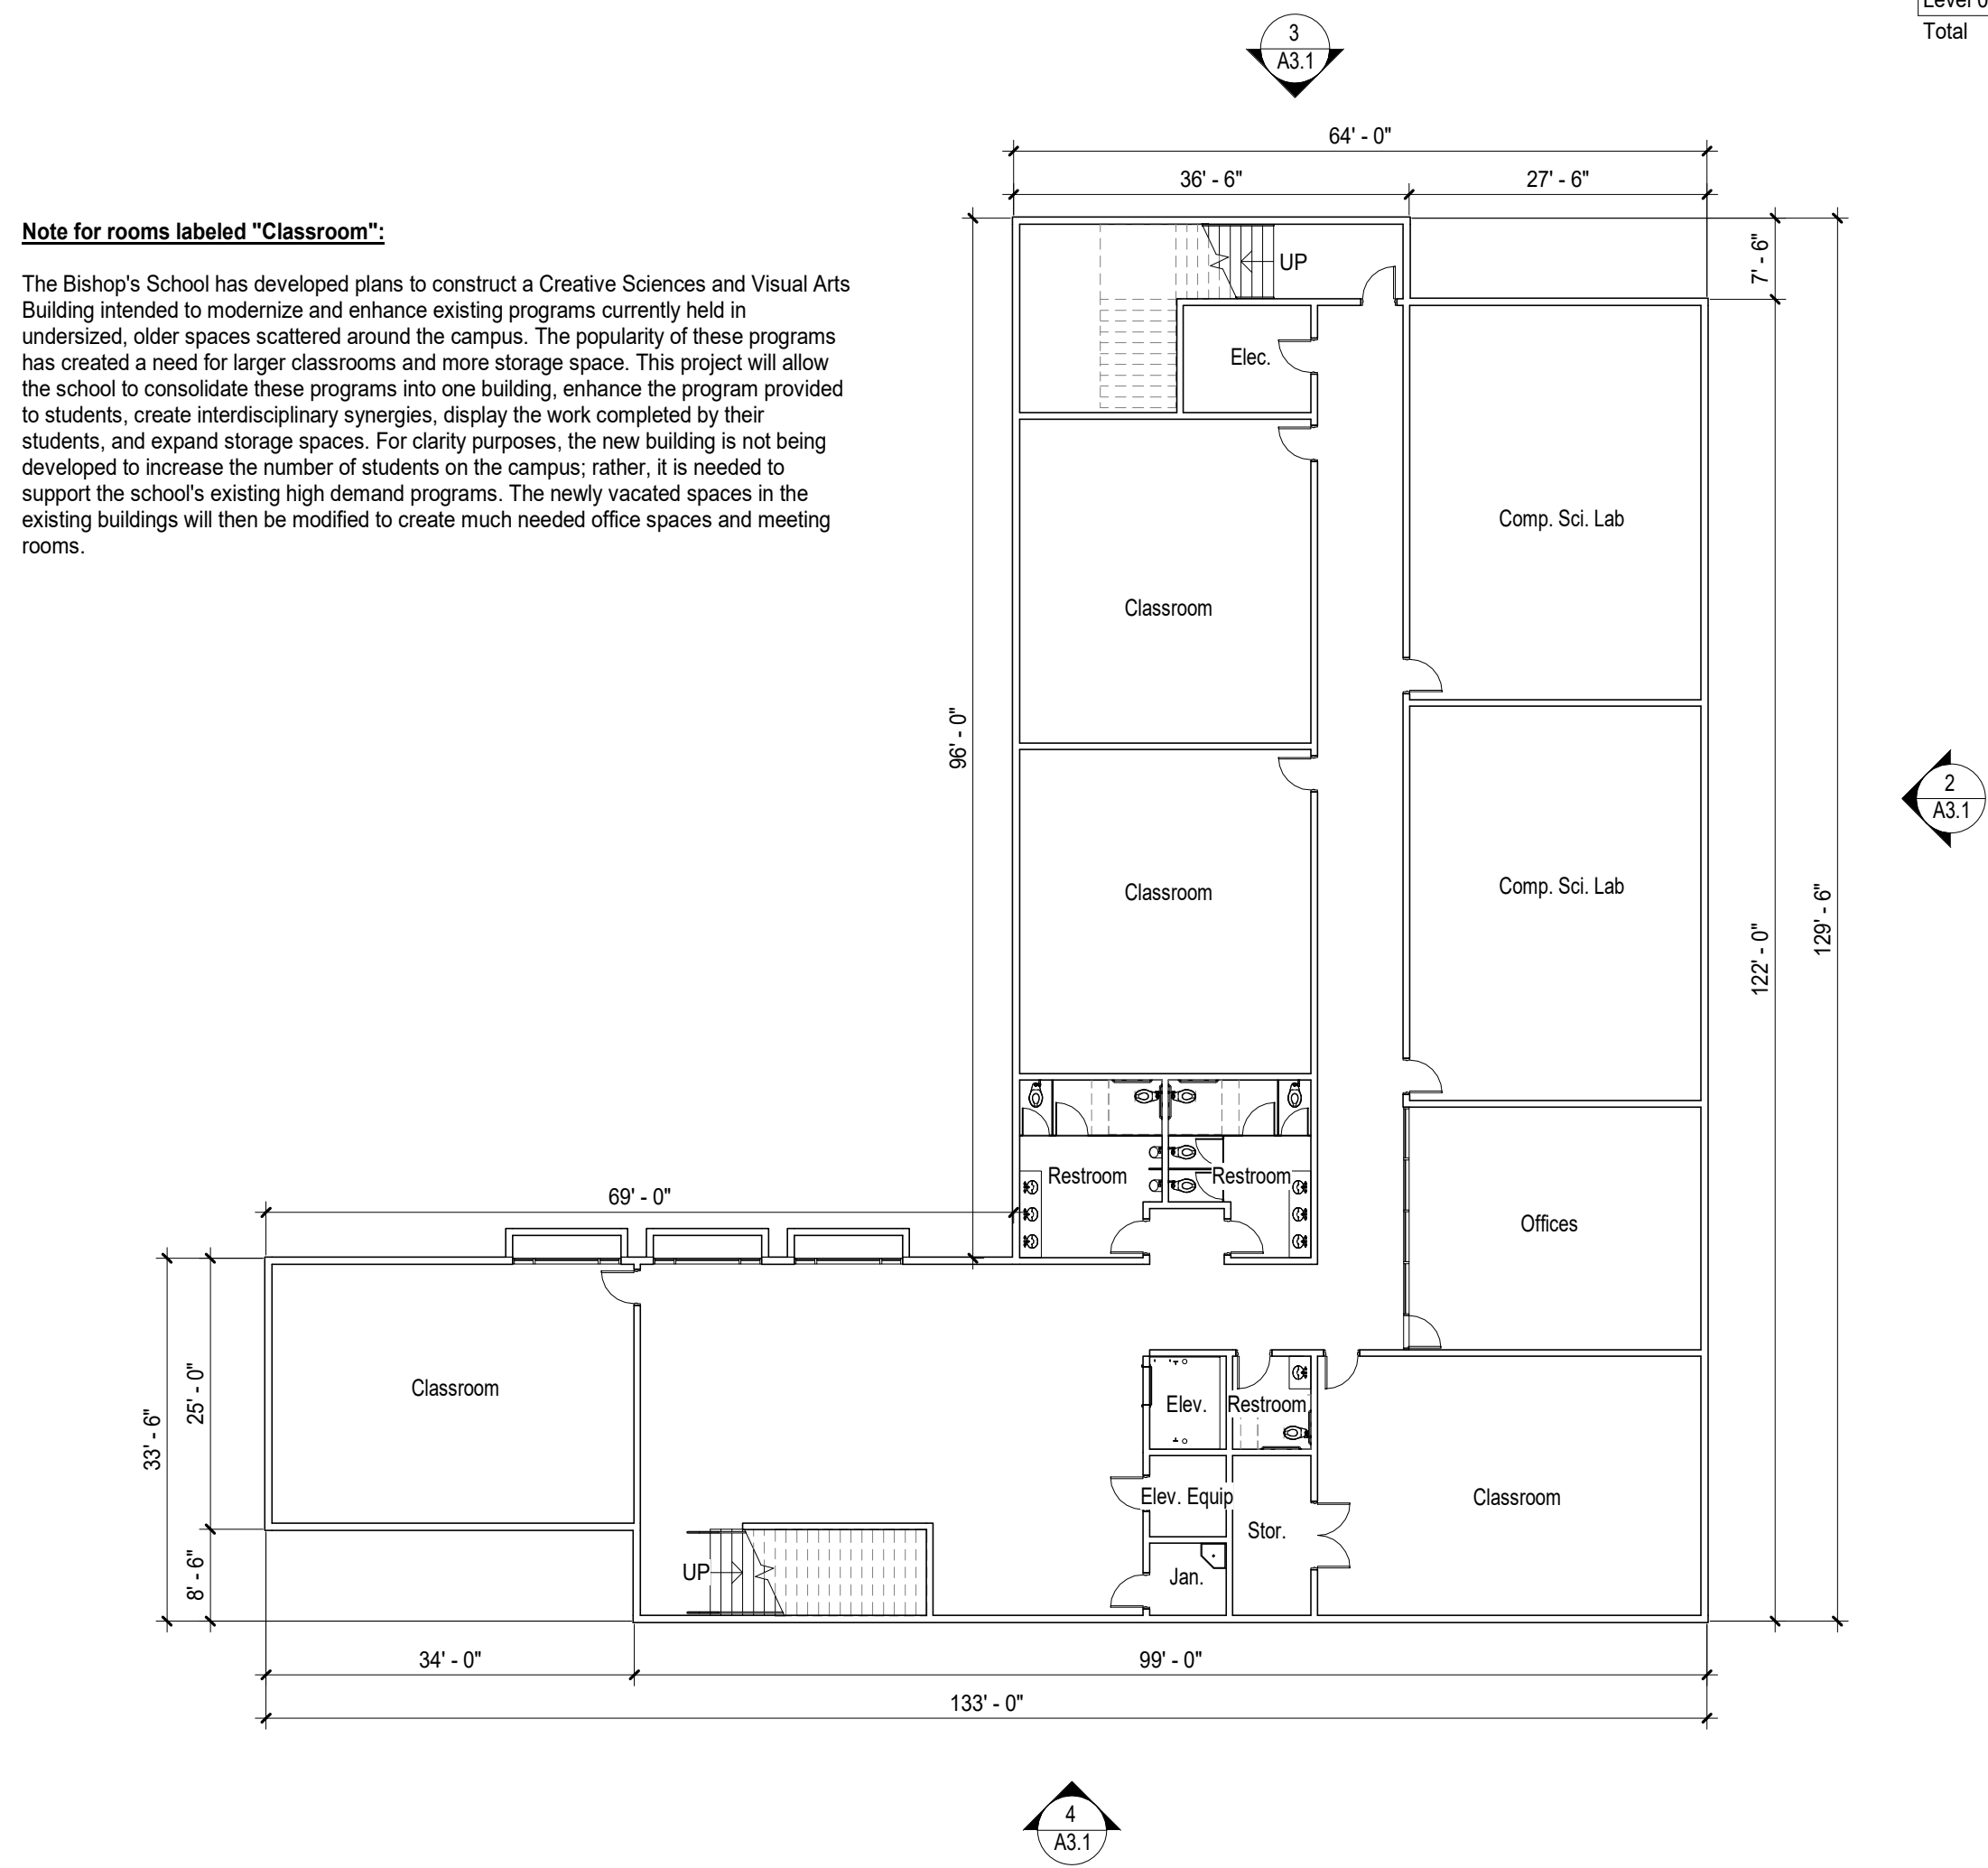 Level 0
Total
3
A3.1
64' - 0"
36' - 6"
27' - 6"
Note for rooms labeled "Classroom":
The Bishop's School has developed plans to construct a Creative Sciences and Visual Arts
Building intended to modernize and enhance existing programs currently held in
undersized, older spaces scattered around the campus. The popularity of these programs
has created a need for larger classrooms and more storage space. This project will allow
the school to consolidate these programs into one building, enhance the program provided
to students, create interdisciplinary synergies, display the work completed by their
students, and expand storage spaces. For clarity purposes, the new building is not being
developed to increase the number of students on the campus; rather, it is needed to
support the school's existing high demand programs. The newly vacated spaces in the
existing buildings will then be modified to create much needed office spaces and meeting
rooms.
UP
7' - 6"
Elec.
Comp. Sci. Lab
Classroom
96' - 0"
2
A3.1
Classroom
Comp. Sci. Lab
129' - 6"
122' - 0"
Restroom
Restroom
69' - 0"
Offices
Classroom
25' - 0"
33' - 6"
Elev.
Restroom
Elev. Equip
Classroom
Stor.
8' - 6"
UP
Jan.
34' - 0"
99' - 0"
133' - 0"
4
A3.1